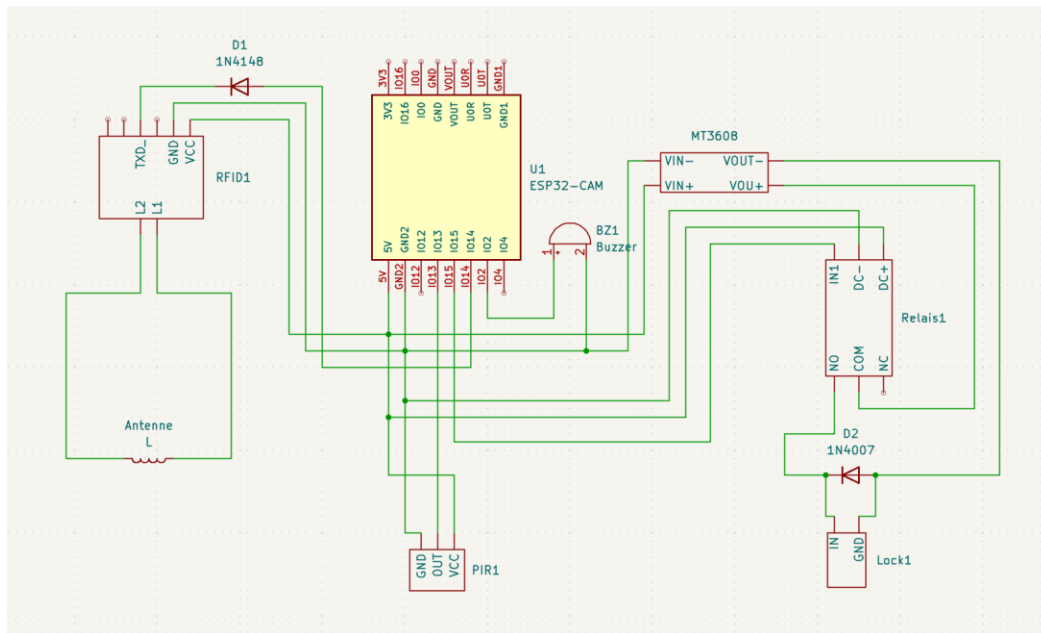 D1
1N4148
3V3
IO16
IO0
GND
VOUT
U0R
U0T
GND1
3V3
IO16
IO0
GND
VOUT
U0R
U0T
GND1
U1
ESP32-CAM
5V
GND2
IO12
IO13
IO15
IO14
IO2
IO4
5V
GND2
IO12
IO13
IO15
IO14
IO2
IO4
TXD_
GND
VCC
L2
L1
RFID1
MT3608
VIN- VOUT-
VIN+ VOU+
BZ1
Buzzer
1 + 2
IN1
DC-
DC+
NO
COM
NC
Relais1
Antenne
L
D2
1N4007
IN
GND
Lock1
GND
OUT
VCC
PIR1